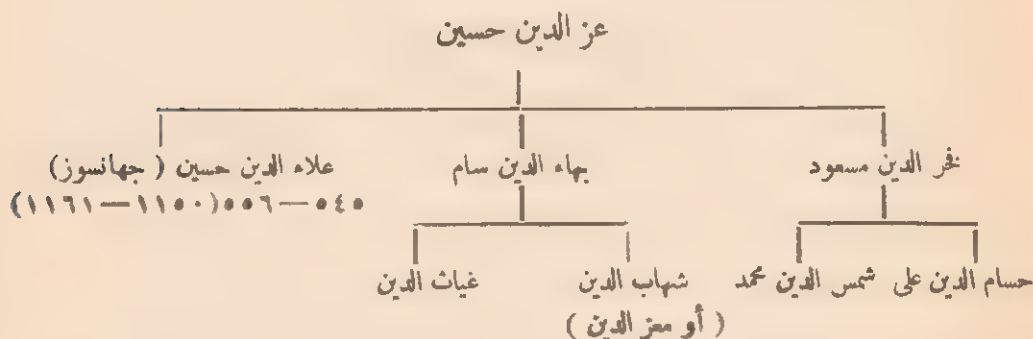 عز الدين حسين
فخر الدين مسعود
بهاء الدين سام
علاء الدين حسين ( جهانسوز )
٥٤٥ — ٥٥٦ (١١٥٠ — ١١٦١)
حسام الدين على
شمس الدين محمد
شهاب الدين
( أو معز الدين )
غياث الدين